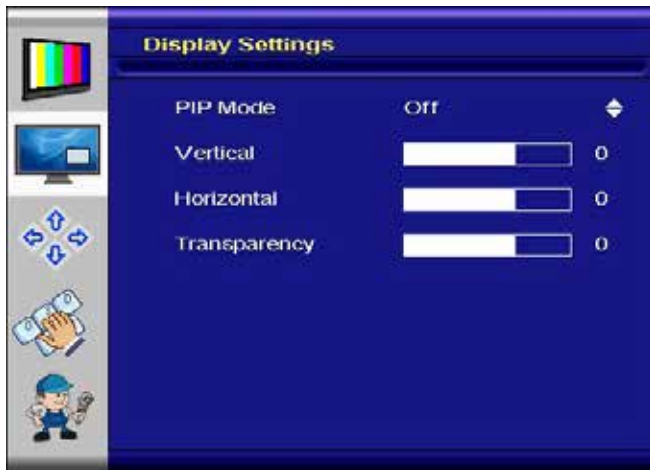 Display Settings
PIP Mode Off
Vertical 0
Horizontal 0
Transparency 0